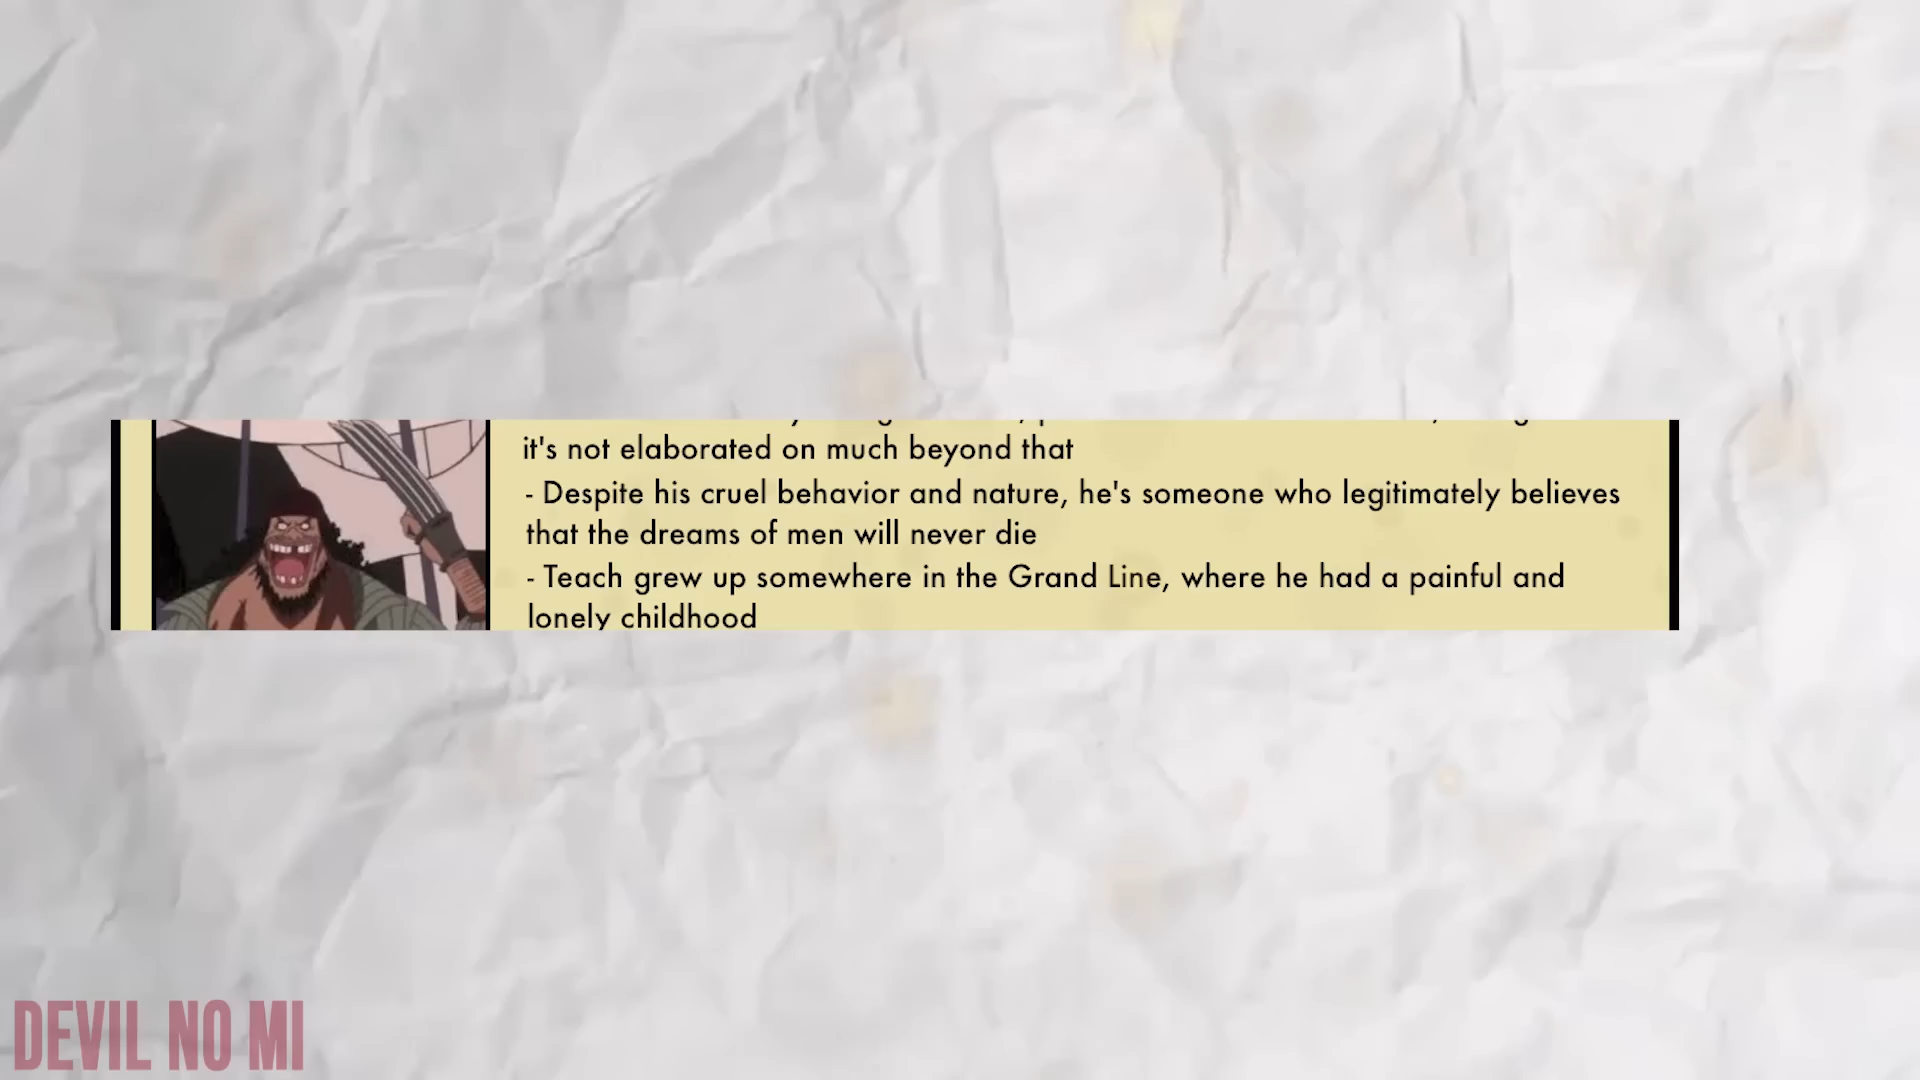 it's not elaborated on much beyond that
- Despite his cruel behavior and nature, he's someone who legitimately believes
that the dreams of men will never die
- Teach grew up somewhere in the Grand Line, where he had a painful and
lonely childhood
DEVIL NO MI